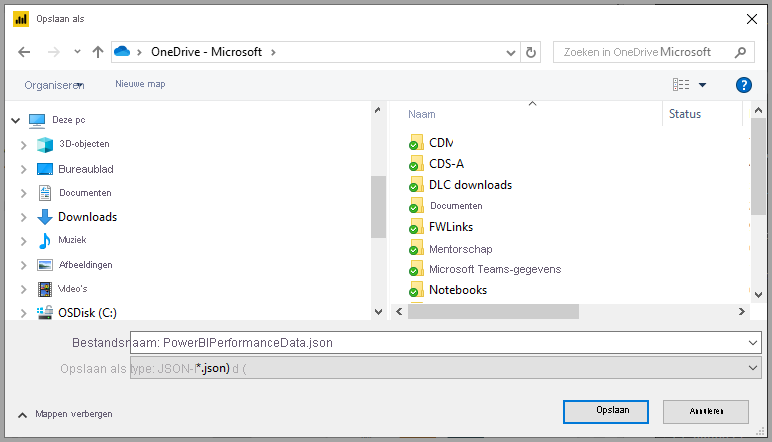 Opslaan als
OneDrive - Microsoft
Zoeken in OneDrive Microsoft
Organiseren
Nieuwe map
Deze pc
3D-objecten
Bureaublad
Documenten
Downloads
Muziek
Afbeeldingen
Video's
OSDisk (C:)
Naam
Status
CDM
CDS-A
DLC downloads
Documenten
FWLinks
Mentorschap
Microsoft Teams-gegevens
Notebooks
Bestandsnaam: PowerBIPerformanceData.json
Opslaan als type: JSON- *.json) d (
Mappen verbergen
Opslaan
Annuleren